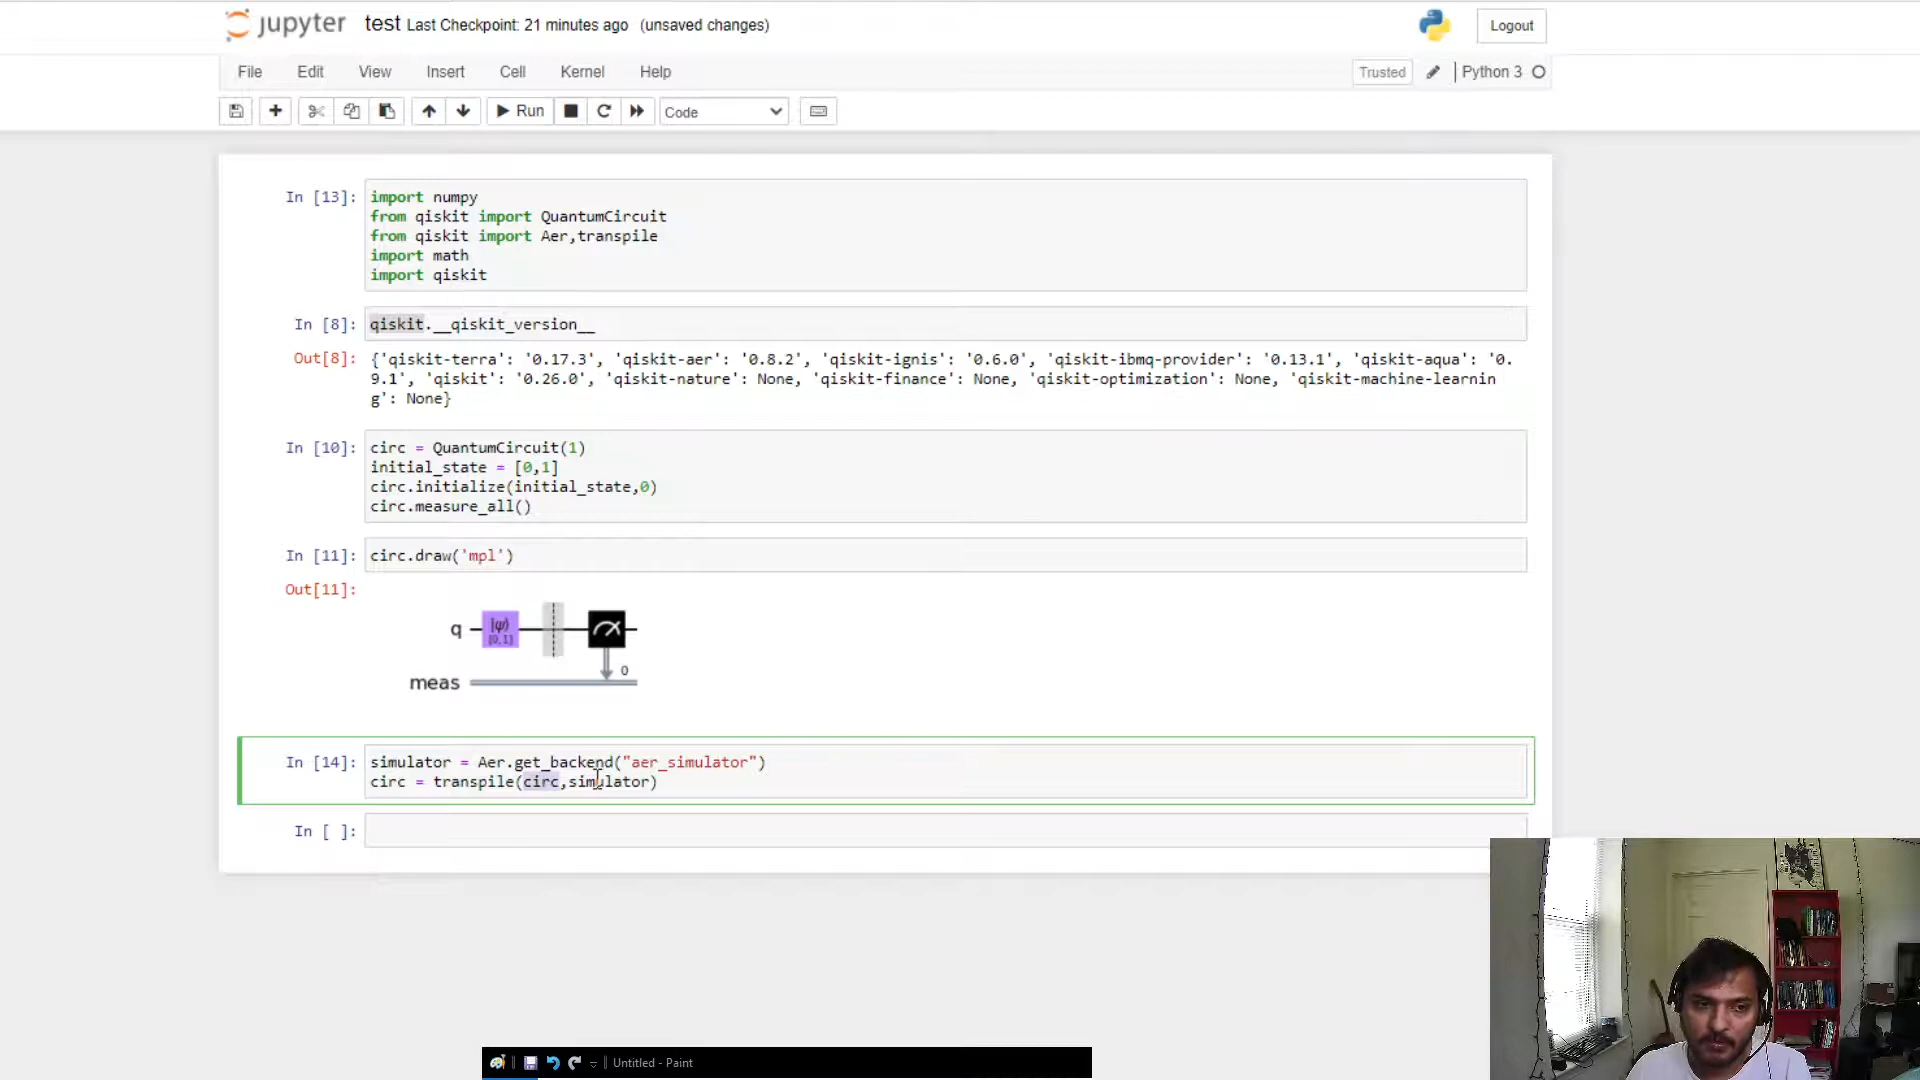 jupyter test Last Checkpoint: 21 minutes ago (unsaved changes) Logout
File Edit View Insert Cell Kernel Help Trusted Python 3
Run Code
In [13]: import numpy
from qiskit import QuantumCircuit
from qiskit import Aer,transpile
import math
import qiskit
In [8]: qiskit.__qiskit_version__
Out[8]: {'qiskit-terra': '0.17.3', 'qiskit-aer': '0.8.2', 'qiskit-ignis': '0.6.0', 'qiskit-ibmq-provider': '0.13.1', 'qiskit-aqua': '0.
9.1', 'qiskit': '0.26.0', 'qiskit-nature': None, 'qiskit-finance': None, 'qiskit-optimization': None, 'qiskit-machine-learnin
g': None}
In [10]: circ = QuantumCircuit(1)
initial_state = [0,1]
circ.initialize(initial_state,0)
circ.measure_all()
In [11]: circ.draw('mpl')
Out[11]:
q |ψ⟩
[0,1]
0
meas
In [14]: simulator = Aer.get_backend("aer_simulator")
circ = transpile(circ,simulator)
In [ ]:
Untitled - Paint